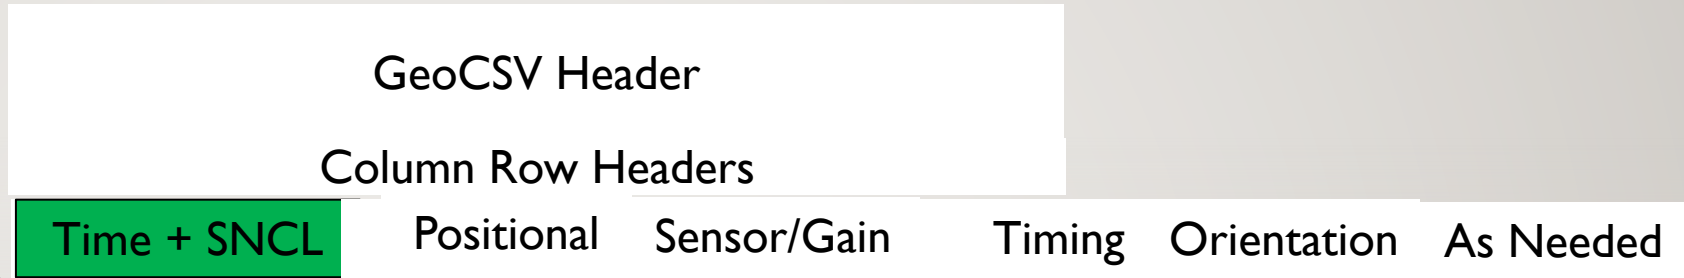 GeoCSV Header
Column Row Headers
Time + SNCL Positional Sensor/Gain Timing Orientation As Needed